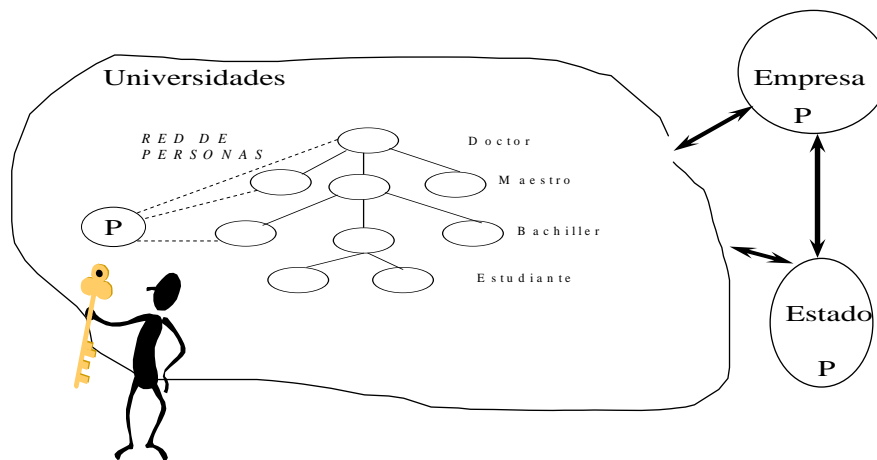 Universidades
RED DE
PERSONAS
Doctor
Maestro
Bachiller
Estudiante
P
Empresa
P
Estado
P